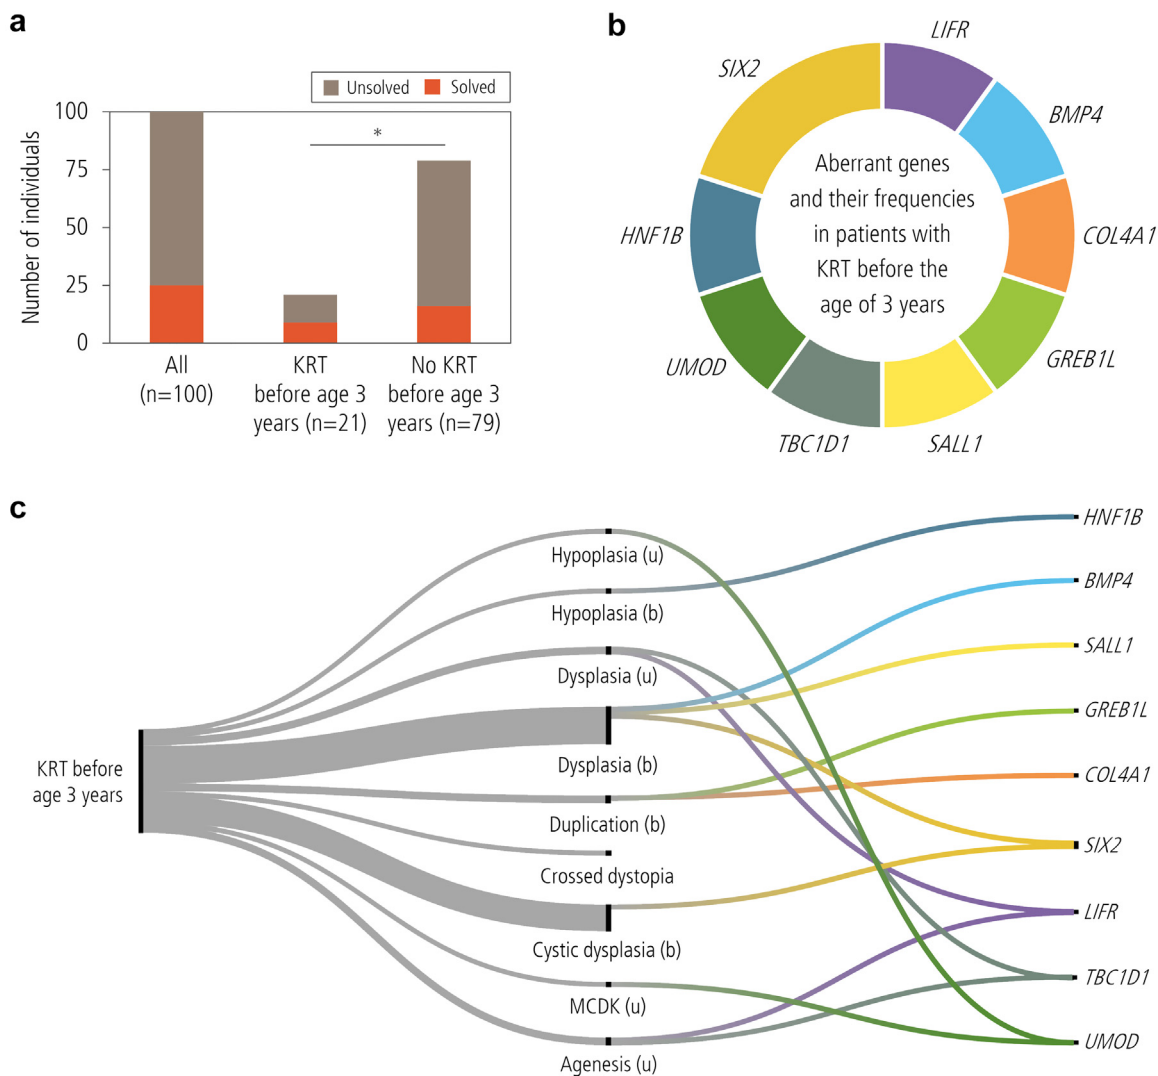 a
Unsolved
Solved
*
Number of individuals
100
75
50
25
0
All
(n=100)
KRT
before age 3
years (n=21)
No KRT
before age 3
years (n=79)
b
LIFR
BMP4
COL4A1
GREB1L
SALL1
TBC1D1
UMOD
HNF1B
SIX2
Aberrant genes
and their frequencies
in patients with
KRT before the
age of 3 years
c
KRT before
age 3 years
Hypoplasia (u)
Hypoplasia (b)
Dysplasia (u)
Dysplasia (b)
Duplication (b)
Crossed dystopia
Cystic dysplasia (b)
MCDK (u)
Agenesis (u)
HNF1B
BMP4
SALL1
GREB1L
COL4A1
SIX2
LIFR
TBC1D1
UMOD